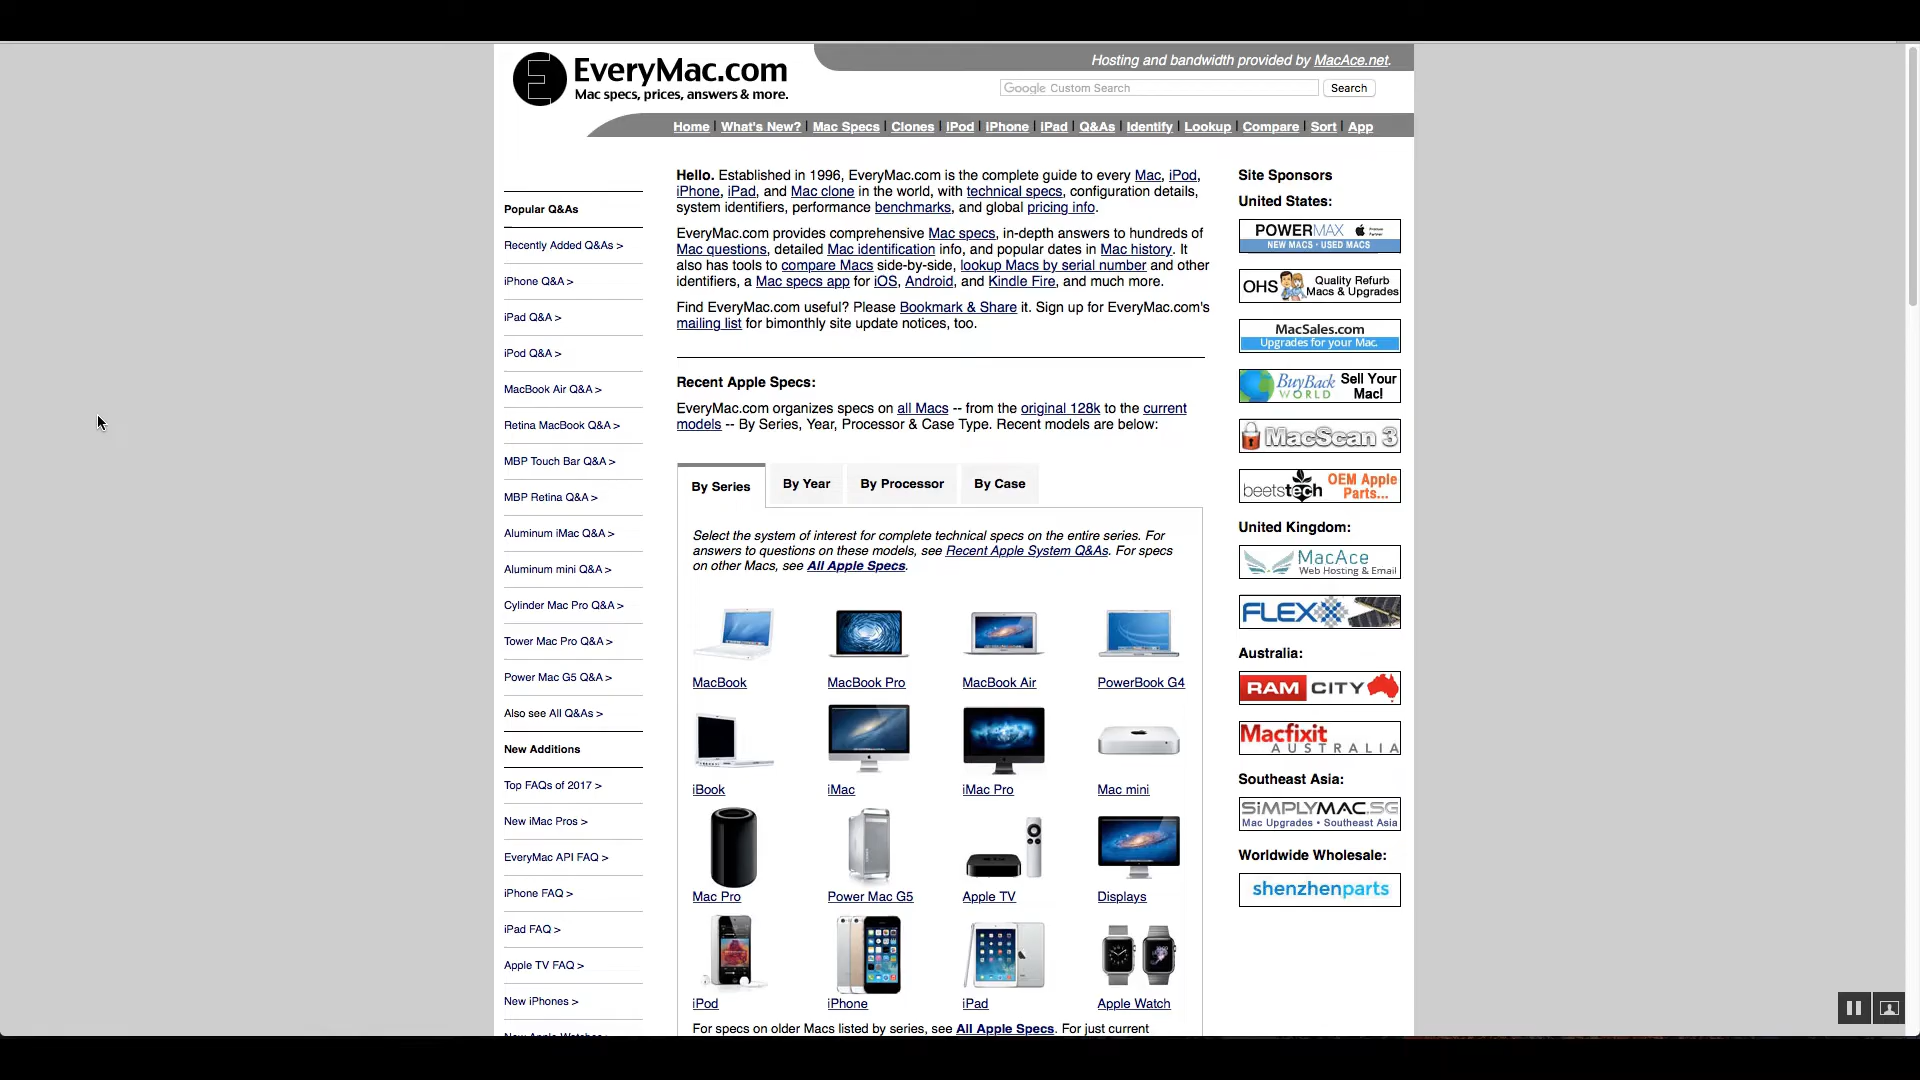 Hosting and bandwidth provided by MacAce.net.
EveryMac.com
Mac specs, prices, answers & more.
Google Custom Search
Search
Home | What's New? | Mac Specs | Clones | iPod | iPhone | iPad | Q&As | Identify | Lookup | Compare | Sort | App
Popular Q&As
Recently Added Q&As >
iPhone Q&A >
iPad Q&A >
iPod Q&A >
MacBook Air Q&A >
Retina MacBook Q&A >
MBP Touch Bar Q&A >
MBP Retina Q&A >
Aluminum iMac Q&A >
Aluminum mini Q&A >
Cylinder Mac Pro Q&A >
Tower Mac Pro Q&A >
Power Mac G5 Q&A >
Also see All Q&As >
New Additions
Top FAQs of 2017 >
New iMac Pros >
EveryMac API FAQ >
iPhone FAQ >
iPad FAQ >
Apple TV FAQ >
New iPhones >
Hello. Established in 1996, EveryMac.com is the complete guide to every Mac, iPod,
iPhone, iPad, and Mac clone in the world, with technical specs, configuration details,
system identifiers, performance benchmarks, and global pricing info.
EveryMac.com provides comprehensive Mac specs, in-depth answers to hundreds of
Mac questions, detailed Mac identification info, and popular dates in Mac history. It
also has tools to compare Macs side-by-side, lookup Macs by serial number and other
identifiers, a Mac specs app for iOS, Android, and Kindle Fire, and much more.
Find EveryMac.com useful? Please Bookmark & Share it. Sign up for EveryMac.com's
mailing list for bimonthly site update notices, too.
Recent Apple Specs:
EveryMac.com organizes specs on all Macs -- from the original 128k to the current
models -- By Series, Year, Processor & Case Type. Recent models are below:
By Series
By Year
By Processor
By Case
Select the system of interest for complete technical specs on the entire series. For
answers to questions on these models, see Recent Apple System Q&As. For specs
on other Macs, see All Apple Specs.
MacBook
MacBook Pro
MacBook Air
PowerBook G4
iBook
iMac
iMac Pro
Mac mini
Mac Pro
Power Mac G5
Apple TV
Displays
iPod
iPhone
iPad
Apple Watch
For specs on older Macs listed by series, see All Apple Specs. For just current
Site Sponsors
United States:
POWERMAX
NEW MACS • USED MACS
OHS
Quality Refurb
Macs & Upgrades
MacSales.com
Upgrades for your Mac.
BuyBack
WORLD
Sell Your
Mac!
MacScan 3
beetstech
OEM Apple
Parts...
United Kingdom:
MacAce
Web Hosting & Email
FLEXX
Australia:
RAM CITY
Macfixit
AUSTRALIA
Southeast Asia:
SIMPLYMAC.SG
Mac Upgrades • Southeast Asia
Worldwide Wholesale:
shenzhenparts